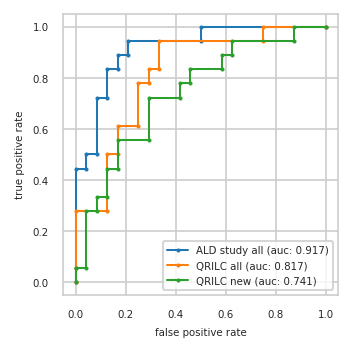 1.0
0.8
0.6
0.4
0.2
0.0
true positive rate
ALD study all (auc: 0.917)
QRILC all (auc: 0.817)
QRILC new (auc: 0.741)
0.0 0.2 0.4 0.6 0.8 1.0
false positive rate